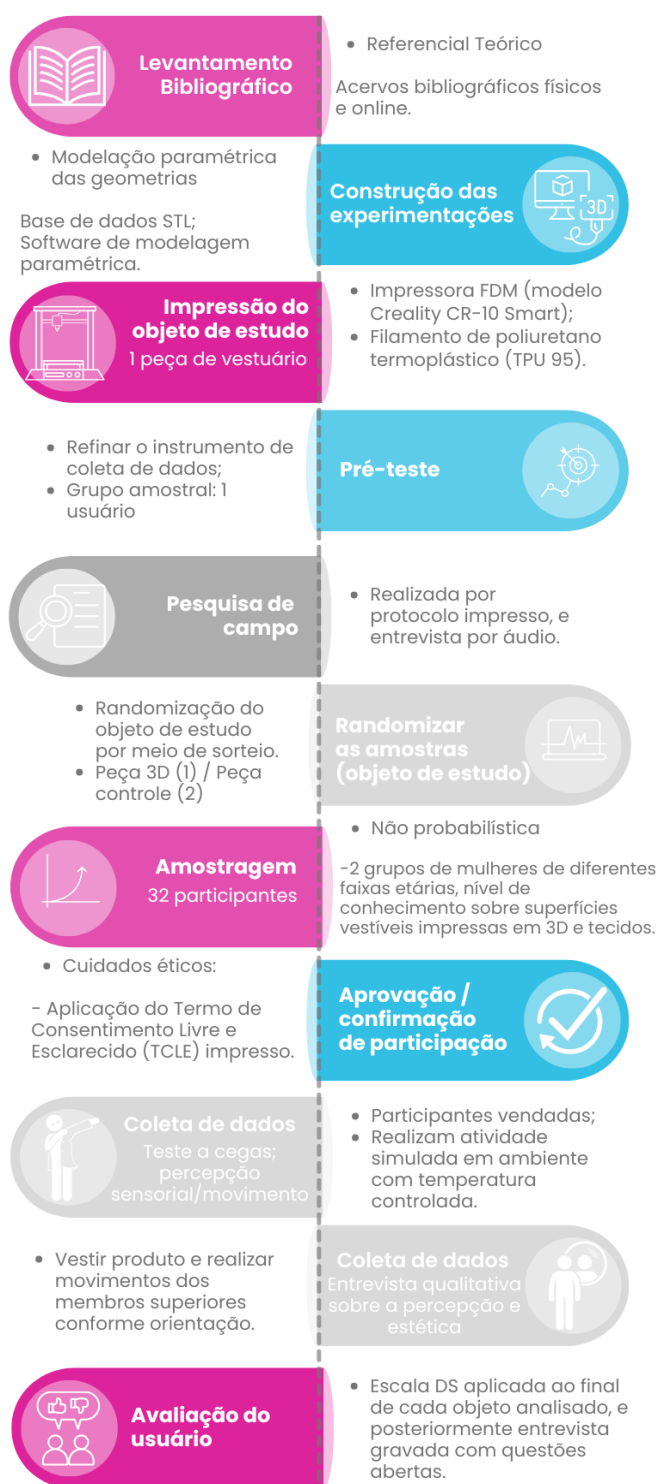 Levantamento
Bibliográfico
• Referencial Teórico
Acervos bibliográficos físicos
e online.
• Modelação paramétrica
das geometrias
Base de dados STL;
Software de modelagem
paramétrica.
Construção das
experimentações
3D
Impressão do
objeto de estudo
1 peça de vestuário
• Impressora FDM (modelo
Creality CR-10 Smart);
• Filamento de poliuretano
termoplástico (TPU 95).
• Refinar o instrumento de
coleta de dados;
• Grupo amostral: 1
usuário
Pré-teste
Pesquisa de
campo
• Realizada por
protocolo impresso, e
entrevista por áudio.
• Randomização do
objeto de estudo
por meio de sorteio.
• Peça 3D (1) / Peça
controle (2)
Randomizar
as amostras
(objeto de estudo)
Amostragem
32 participantes
• Não probabilística
-2 grupos de mulheres de diferentes
faixas etárias, nível de
conhecimento sobre superfícies
vestíveis impressas em 3D e tecidos.
• Cuidados éticos:
- Aplicação do Termo de
Consentimento Livre e
Esclarecido (TCLE) impresso.
Aprovação /
confirmação
de participação
Coleta de dados
Teste a cegas;
percepção
sensorial/movimento
• Participantes vendadas;
• Realizam atividade
simulada em ambiente
com temperatura
controlada.
• Vestir produto e realizar
movimentos dos
membros superiores
conforme orientação.
Coleta de dados
Entrevista qualitativa
sobre a percepção e
estética
Avaliação do
usuário
• Escala DS aplicada ao final
de cada objeto analisado, e
posteriormente entrevista
gravada com questões
abertas.